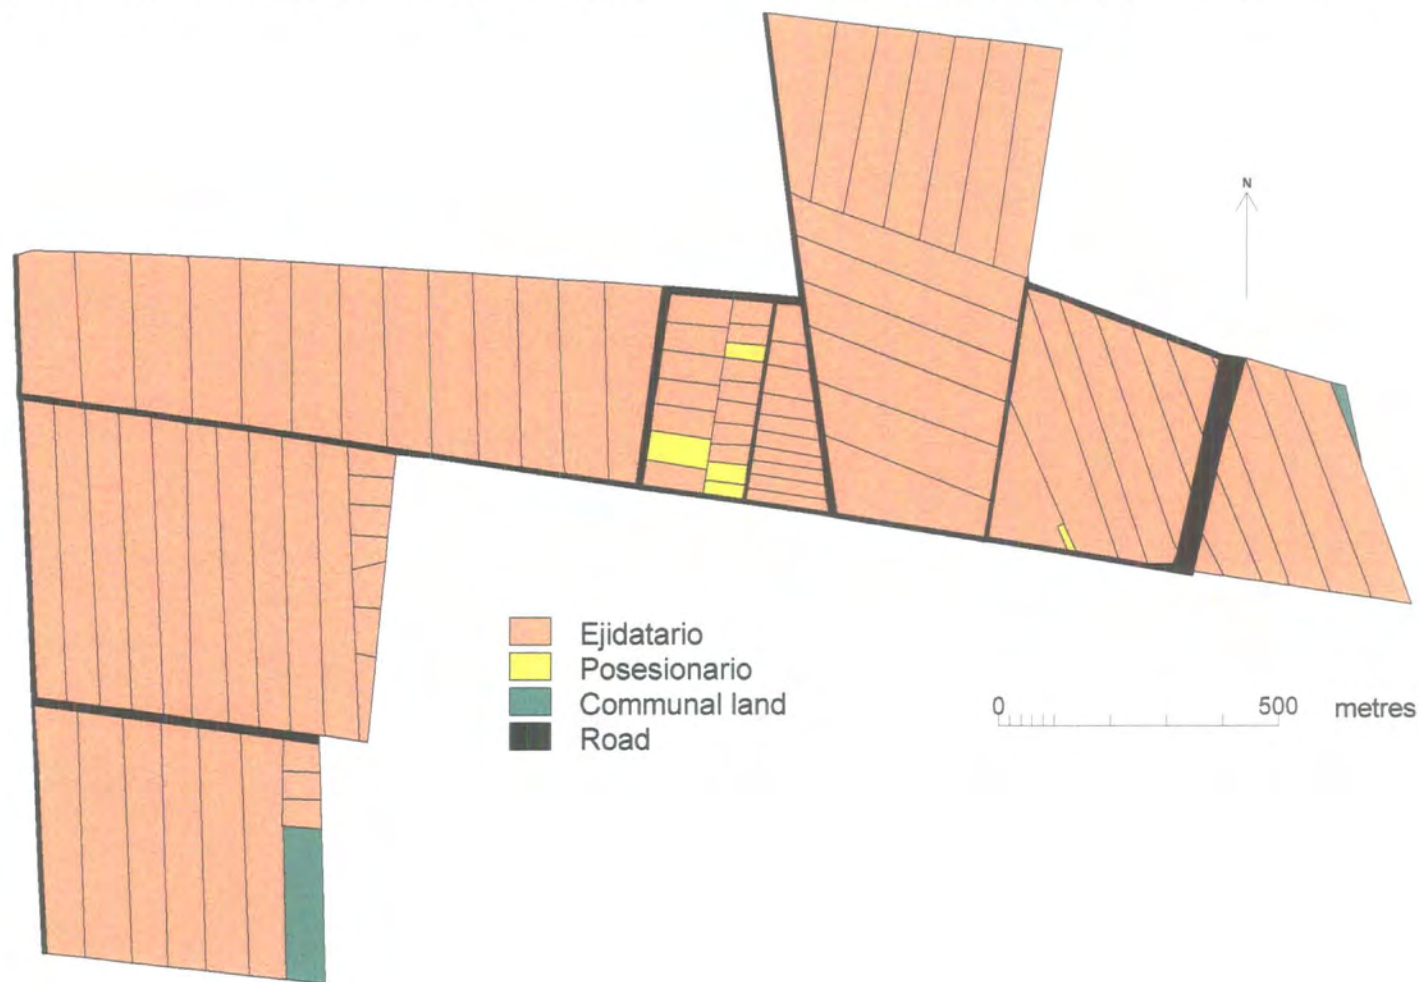 N
Ejidatario
Posesionario
Communal land
Road
0 500 metres